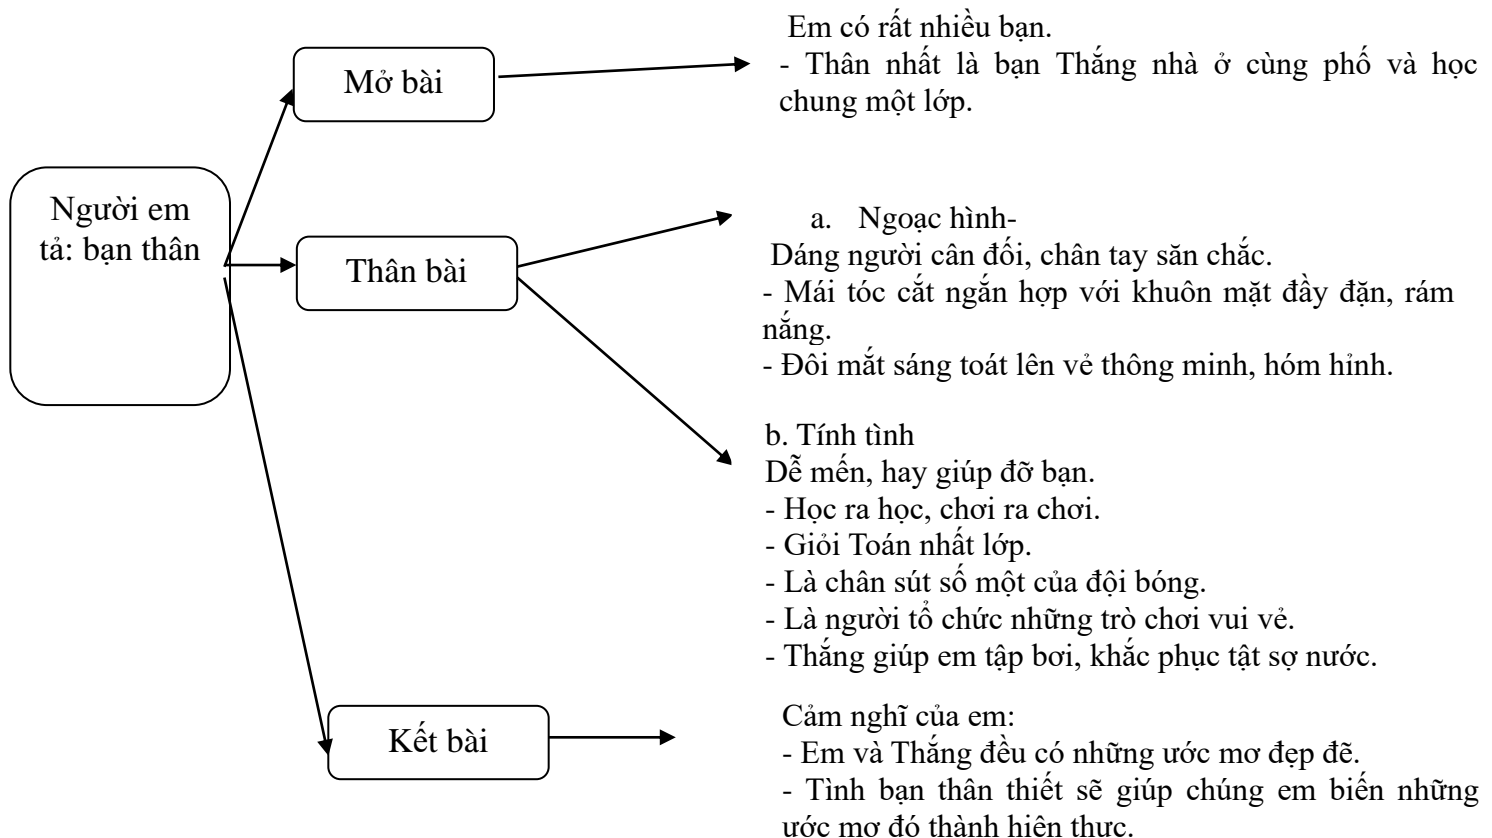 Người em
tả: bạn thân
Mở bài
Em có rất nhiều bạn.
- Thân nhất là bạn Thắng nhà ở cùng phố và học
chung một lớp.
Thân bài
a. Ngoạc hình-
Dáng người cân đối, chân tay săn chắc.
- Mái tóc cắt ngắn hợp với khuôn mặt đầy đặn, rám
nắng.
- Đôi mắt sáng toát lên vẻ thông minh, hóm hỉnh.
b. Tính tình
Dễ mến, hay giúp đỡ bạn.
- Học ra học, chơi ra chơi.
- Giỏi Toán nhất lớp.
- Là chân sút số một của đội bóng.
- Là người tổ chức những trò chơi vui vẻ.
- Thắng giúp em tập bơi, khắc phục tật sợ nước.
Kết bài
Cảm nghĩ của em:
- Em và Thắng đều có những ước mơ đẹp đẽ.
- Tình bạn thân thiết sẽ giúp chúng em biến những
ước mơ đó thành hiện thực.